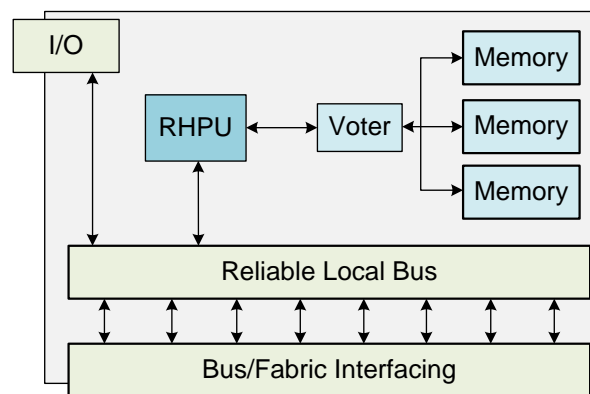 I/O
Memory
RHPU
Voter
Memory
Memory
Reliable Local Bus
Bus/Fabric Interfacing